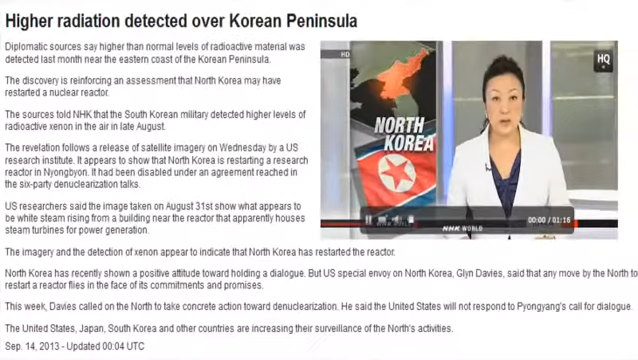 Higher radiation detected over Korean Peninsula
Diplomatic sources say higher than normal levels of radioactive material was
detected last month near the eastern coast of the Korean Peninsula.
The discovery is reinforcing an assessment that North Korea may have
restarted a nuclear reactor.
The sources told NHK that the South Korean military detected higher levels of
radioactive xenon in the air in late August.
The revelation follows a release of satellite imagery on Wednesday by a US
research institute. It appears to show that North Korea is restarting a research
reactor in Nyongbyon. It had been disabled under an agreement reached in
the six-party denuclearization talks.
US researchers said the image taken on August 31st show what appears to
be white steam rising from a building near the reactor that apparently houses
steam turbines for power generation.
HD
HQ
NORTH
KOREA
00:00 / 01:16
NHK WORLD
The imagery and the detection of xenon appear to indicate that North Korea has restarted the reactor.
North Korea has recently shown a positive attitude toward holding a dialogue. But US special envoy on North Korea, Glyn Davies, said that any move by the North to
restart a reactor flies in the face of its commitments and promises.
This week, Davies called on the North to take concrete action toward denuclearization. He said the United States will not respond to Pyongyang's call for dialogue.
The United States, Japan, South Korea and other countries are increasing their surveillance of the North's activities.
Sep. 14, 2013 - Updated 00:04 UTC